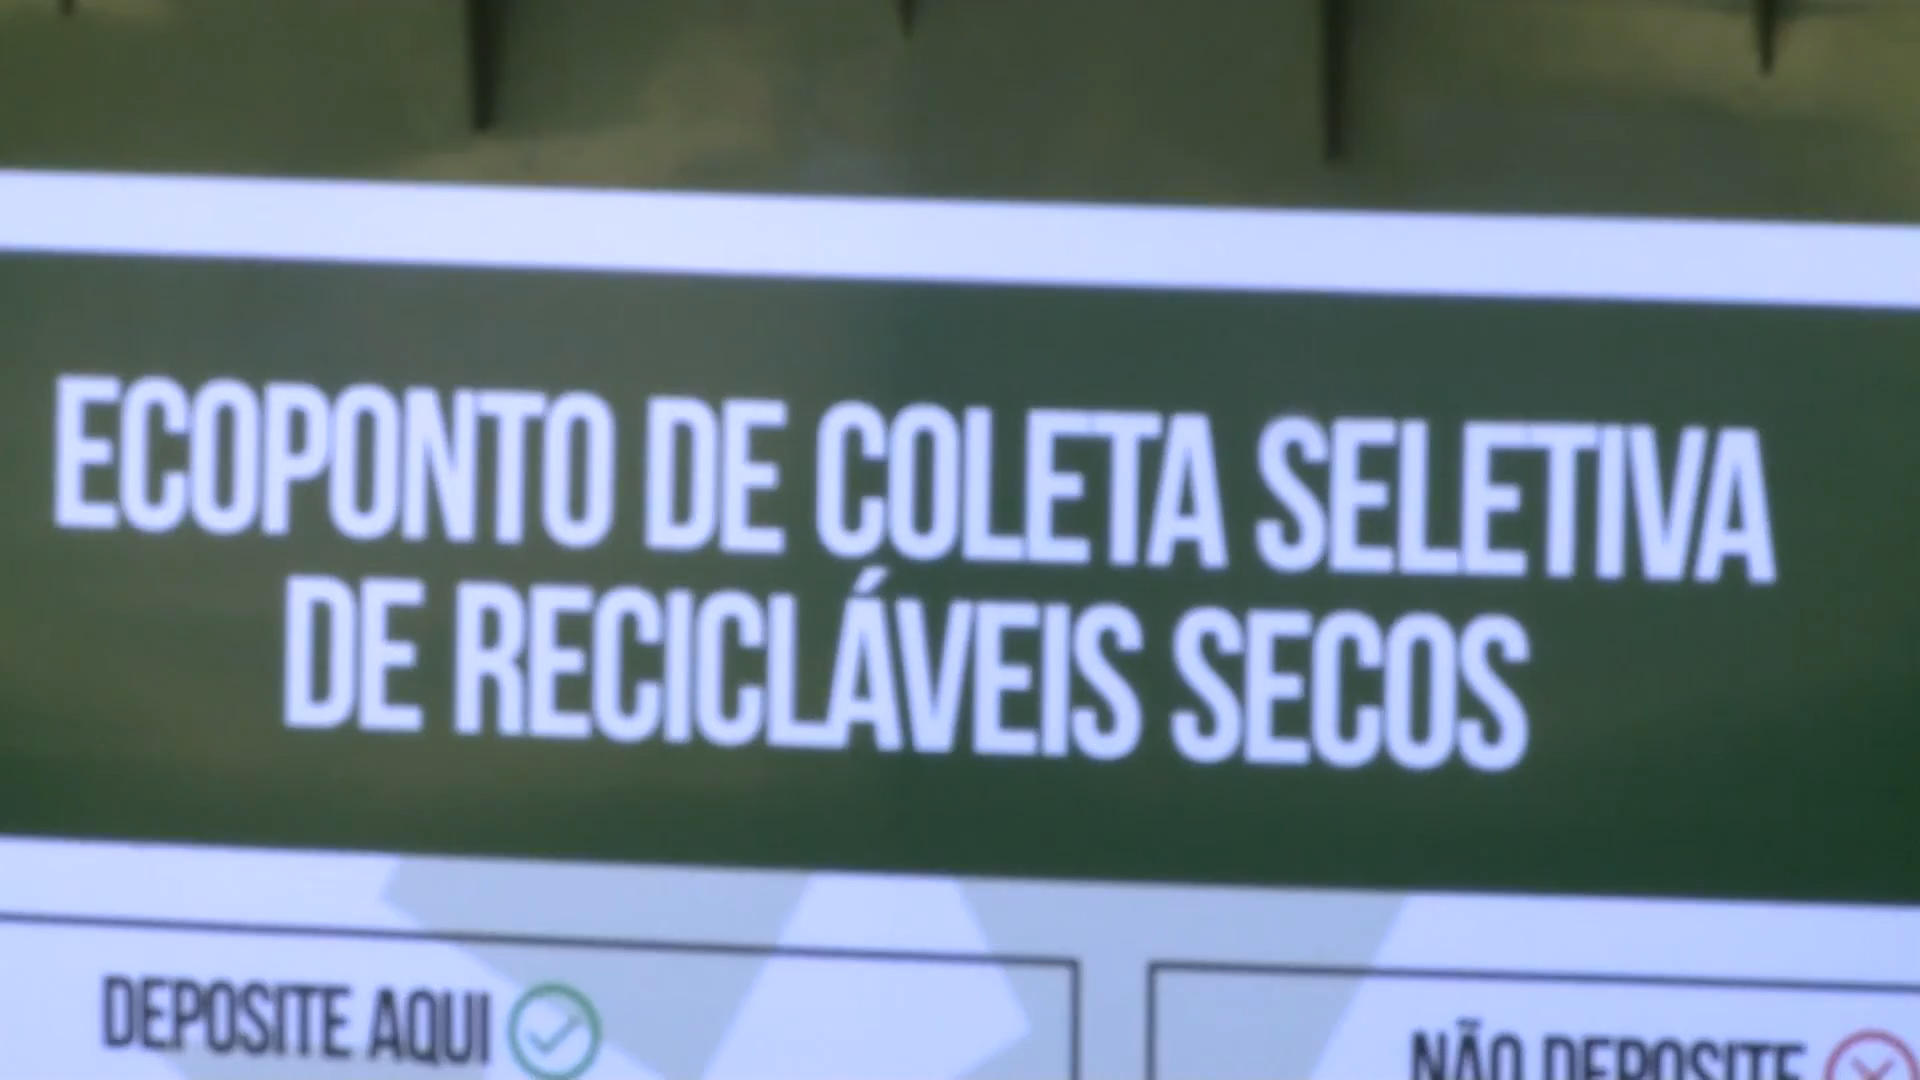 ECOPONTO DE COLETA SELETIVA
DE RECICLÁVEIS SECOS
DEPOSITE AQUI
NÃO DEPOSITE